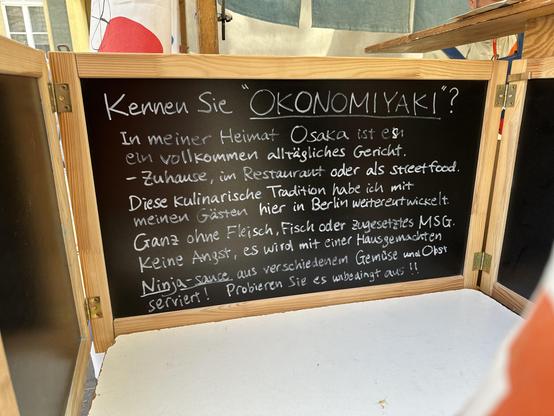 Kennen Sie "OKONOMIYAKI"?
In meiner Heimat Osaka ist es
ein vollkommen alltägliches Gericht.
- Zuhause, im Restaurant oder als streetfood.
Diese kulinarische Tradition habe ich mit
meinen Gästen hier in Berlin weiterentwickelt
Ganz ohne Fleisch, Fisch oder zugesetztes MSG.
Keine Angst, es wird mit einer Hausgemachten
Ninja-sauce aus verschiedenem Gemüse und Obst
serviert! Probieren Sie es unbedingt aus!!